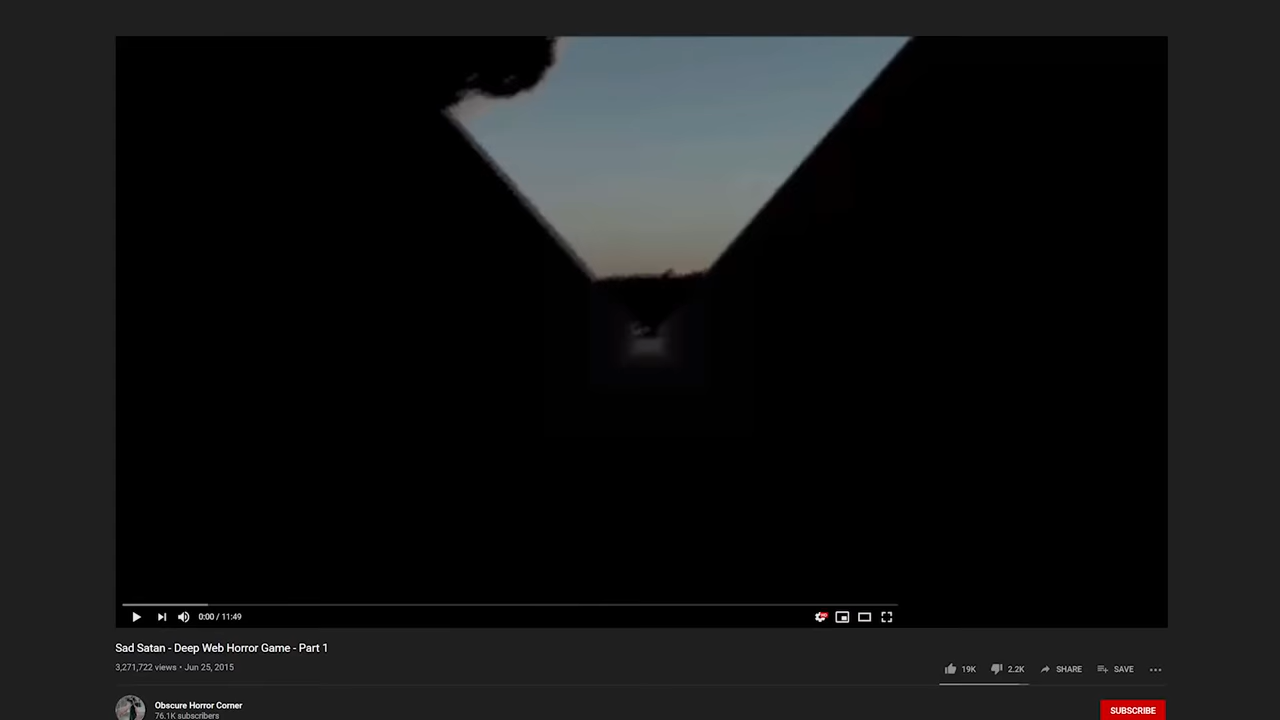 0:00 / 11:49
Sad Satan - Deep Web Horror Game - Part 1
3,271,722 views • Jun 25, 2015
19K 2.2K SHARE SAVE
Obscure Horror Corner
76.1K subscribers
SUBSCRIBE